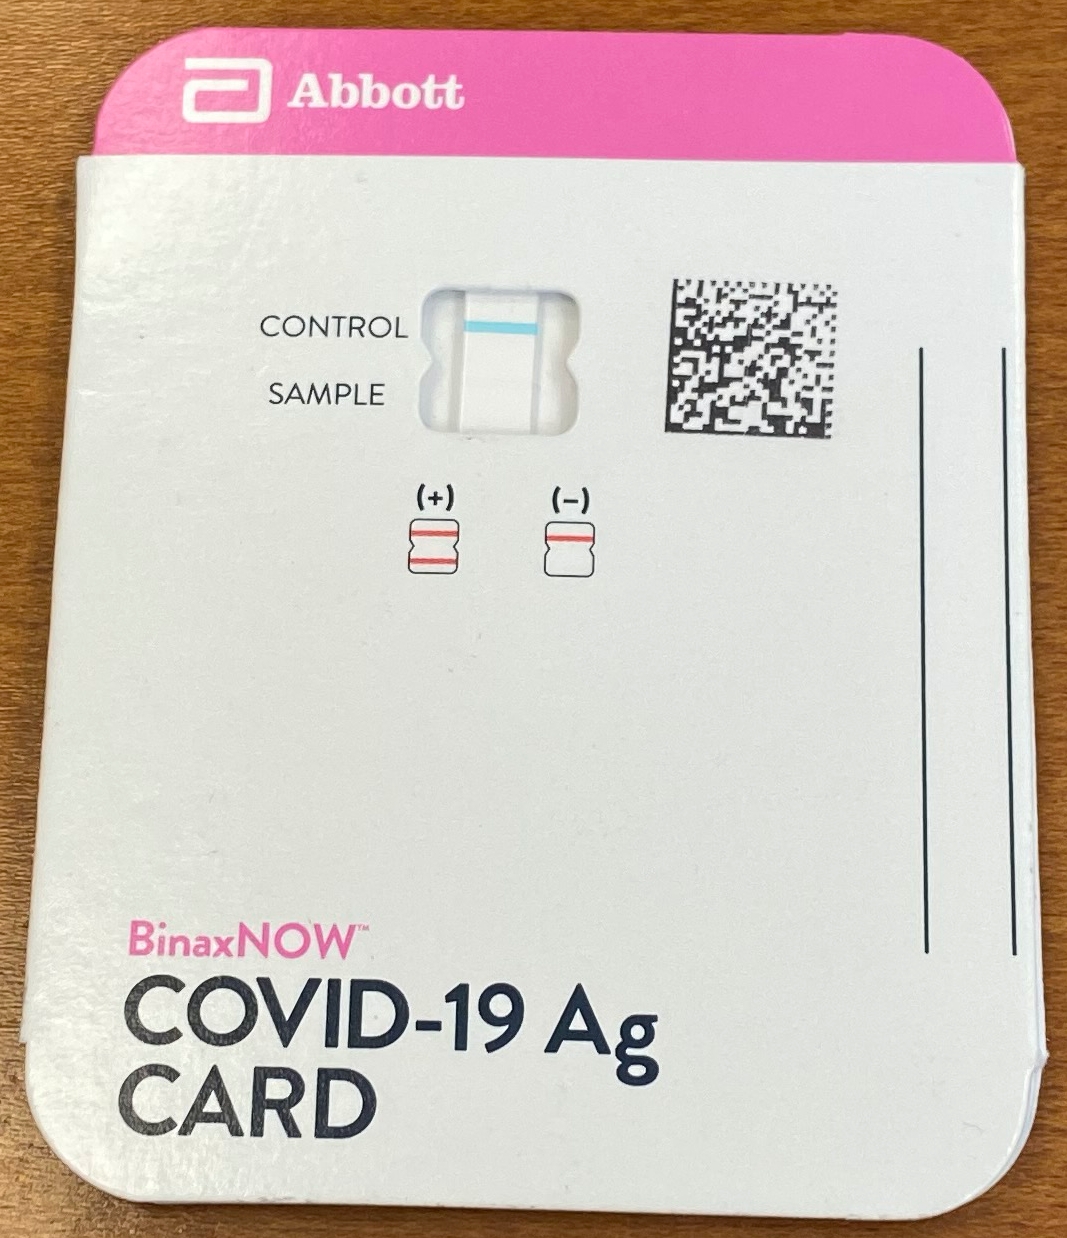 Abbott
CONTROL
SAMPLE
(+) (-)
BinaxNOW™
COVID-19 Ag
CARD